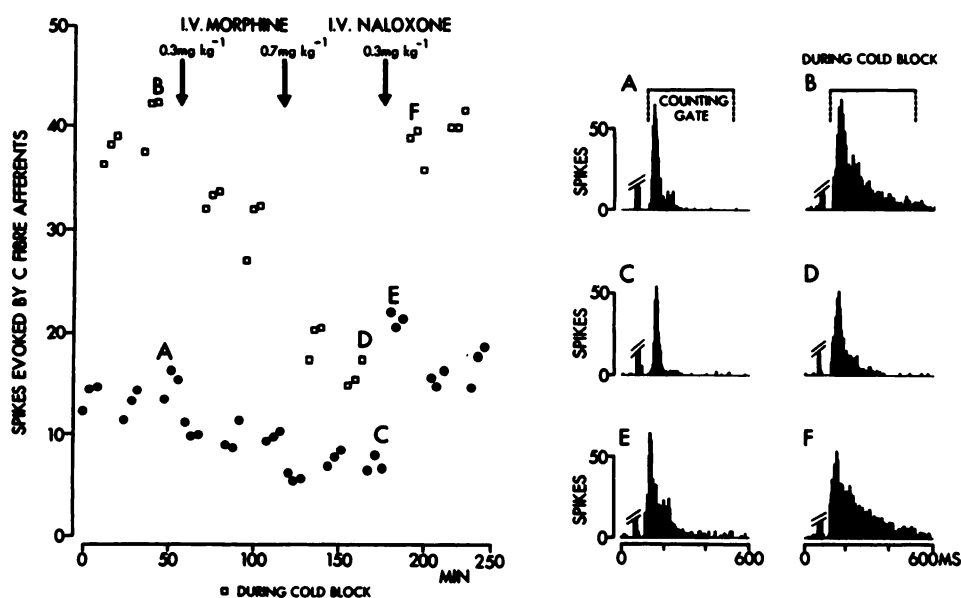 I.V. MORPHINE
I.V. NALOXONE
0.3mg kg⁻¹
0.7mg kg⁻¹
0.3mg kg⁻¹
SPIKES EVOKED BY C FIBRE AFFERENTS
50
40
30
20
10
0
B
F
A
E
D
C
0
50
100
150
200
250
MIN
DURING COLD BLOCK
A
COUNTING
GATE
SPIKES
50
0
DURING COLD BLOCK
B
C
SPIKES
50
0
D
E
SPIKES
50
0
0
600
F
0
600MS